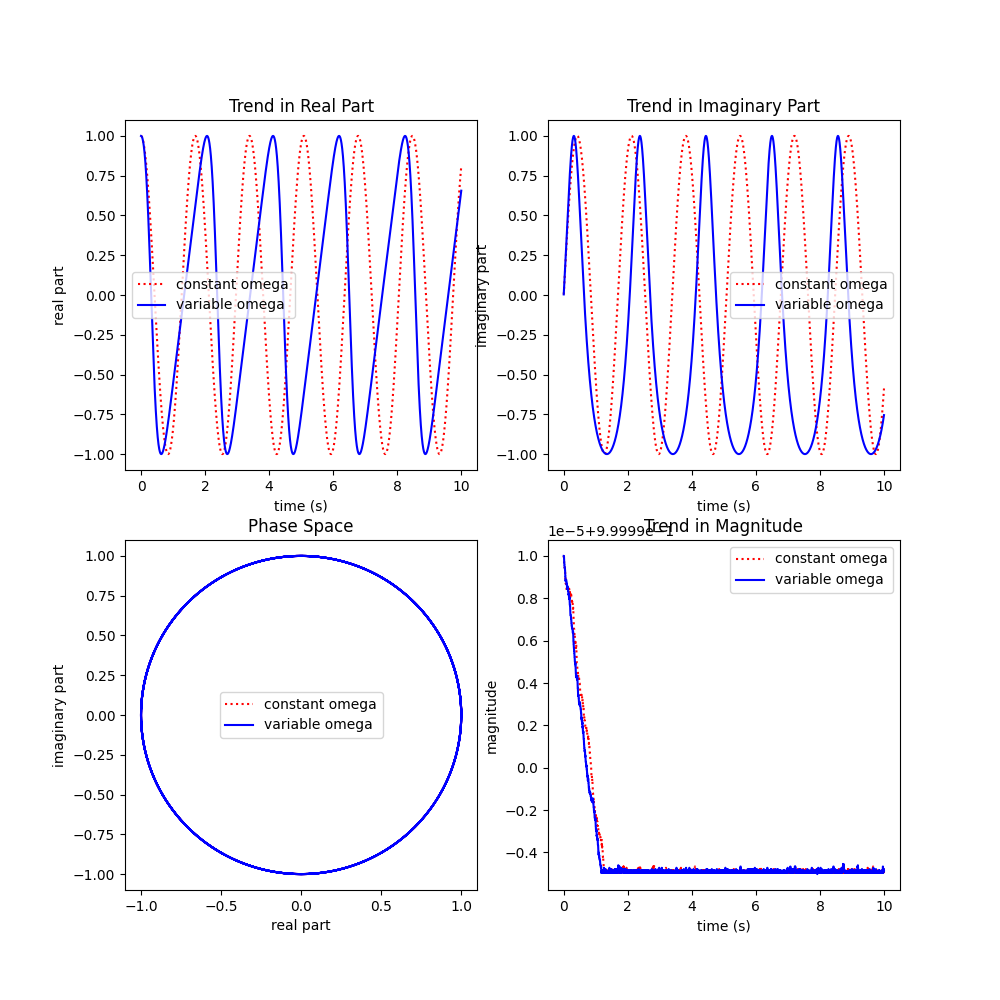 Trend in Real Part
real part
1.00
0.75
0.50
0.25
0.00
−0.25
−0.50
−0.75
−1.00
constant omega
variable omega
0
2
4
6
8
10
time (s)
Trend in Imaginary Part
imaginary part
1.00
0.75
0.50
0.25
0.00
−0.25
−0.50
−0.75
−1.00
constant omega
variable omega
0
2
4
6
8
10
time (s)
Phase Space
imaginary part
1.00
0.75
0.50
0.25
0.00
−0.25
−0.50
−0.75
−1.00
constant omega
variable omega
−1.0
−0.5
0.0
0.5
1.0
real part
1e−5+9.9999e−1
Trend in Magnitude
magnitude
1.0
0.8
0.6
0.4
0.2
0.0
−0.2
−0.4
constant omega
variable omega
0
2
4
6
8
10
time (s)